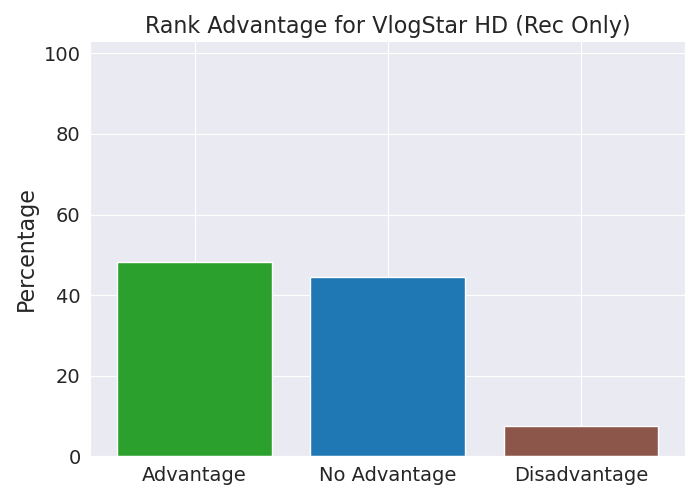 Rank Advantage for VlogStar HD (Rec Only)
100
80
60
40
20
0
Percentage
Advantage
No Advantage
Disadvantage